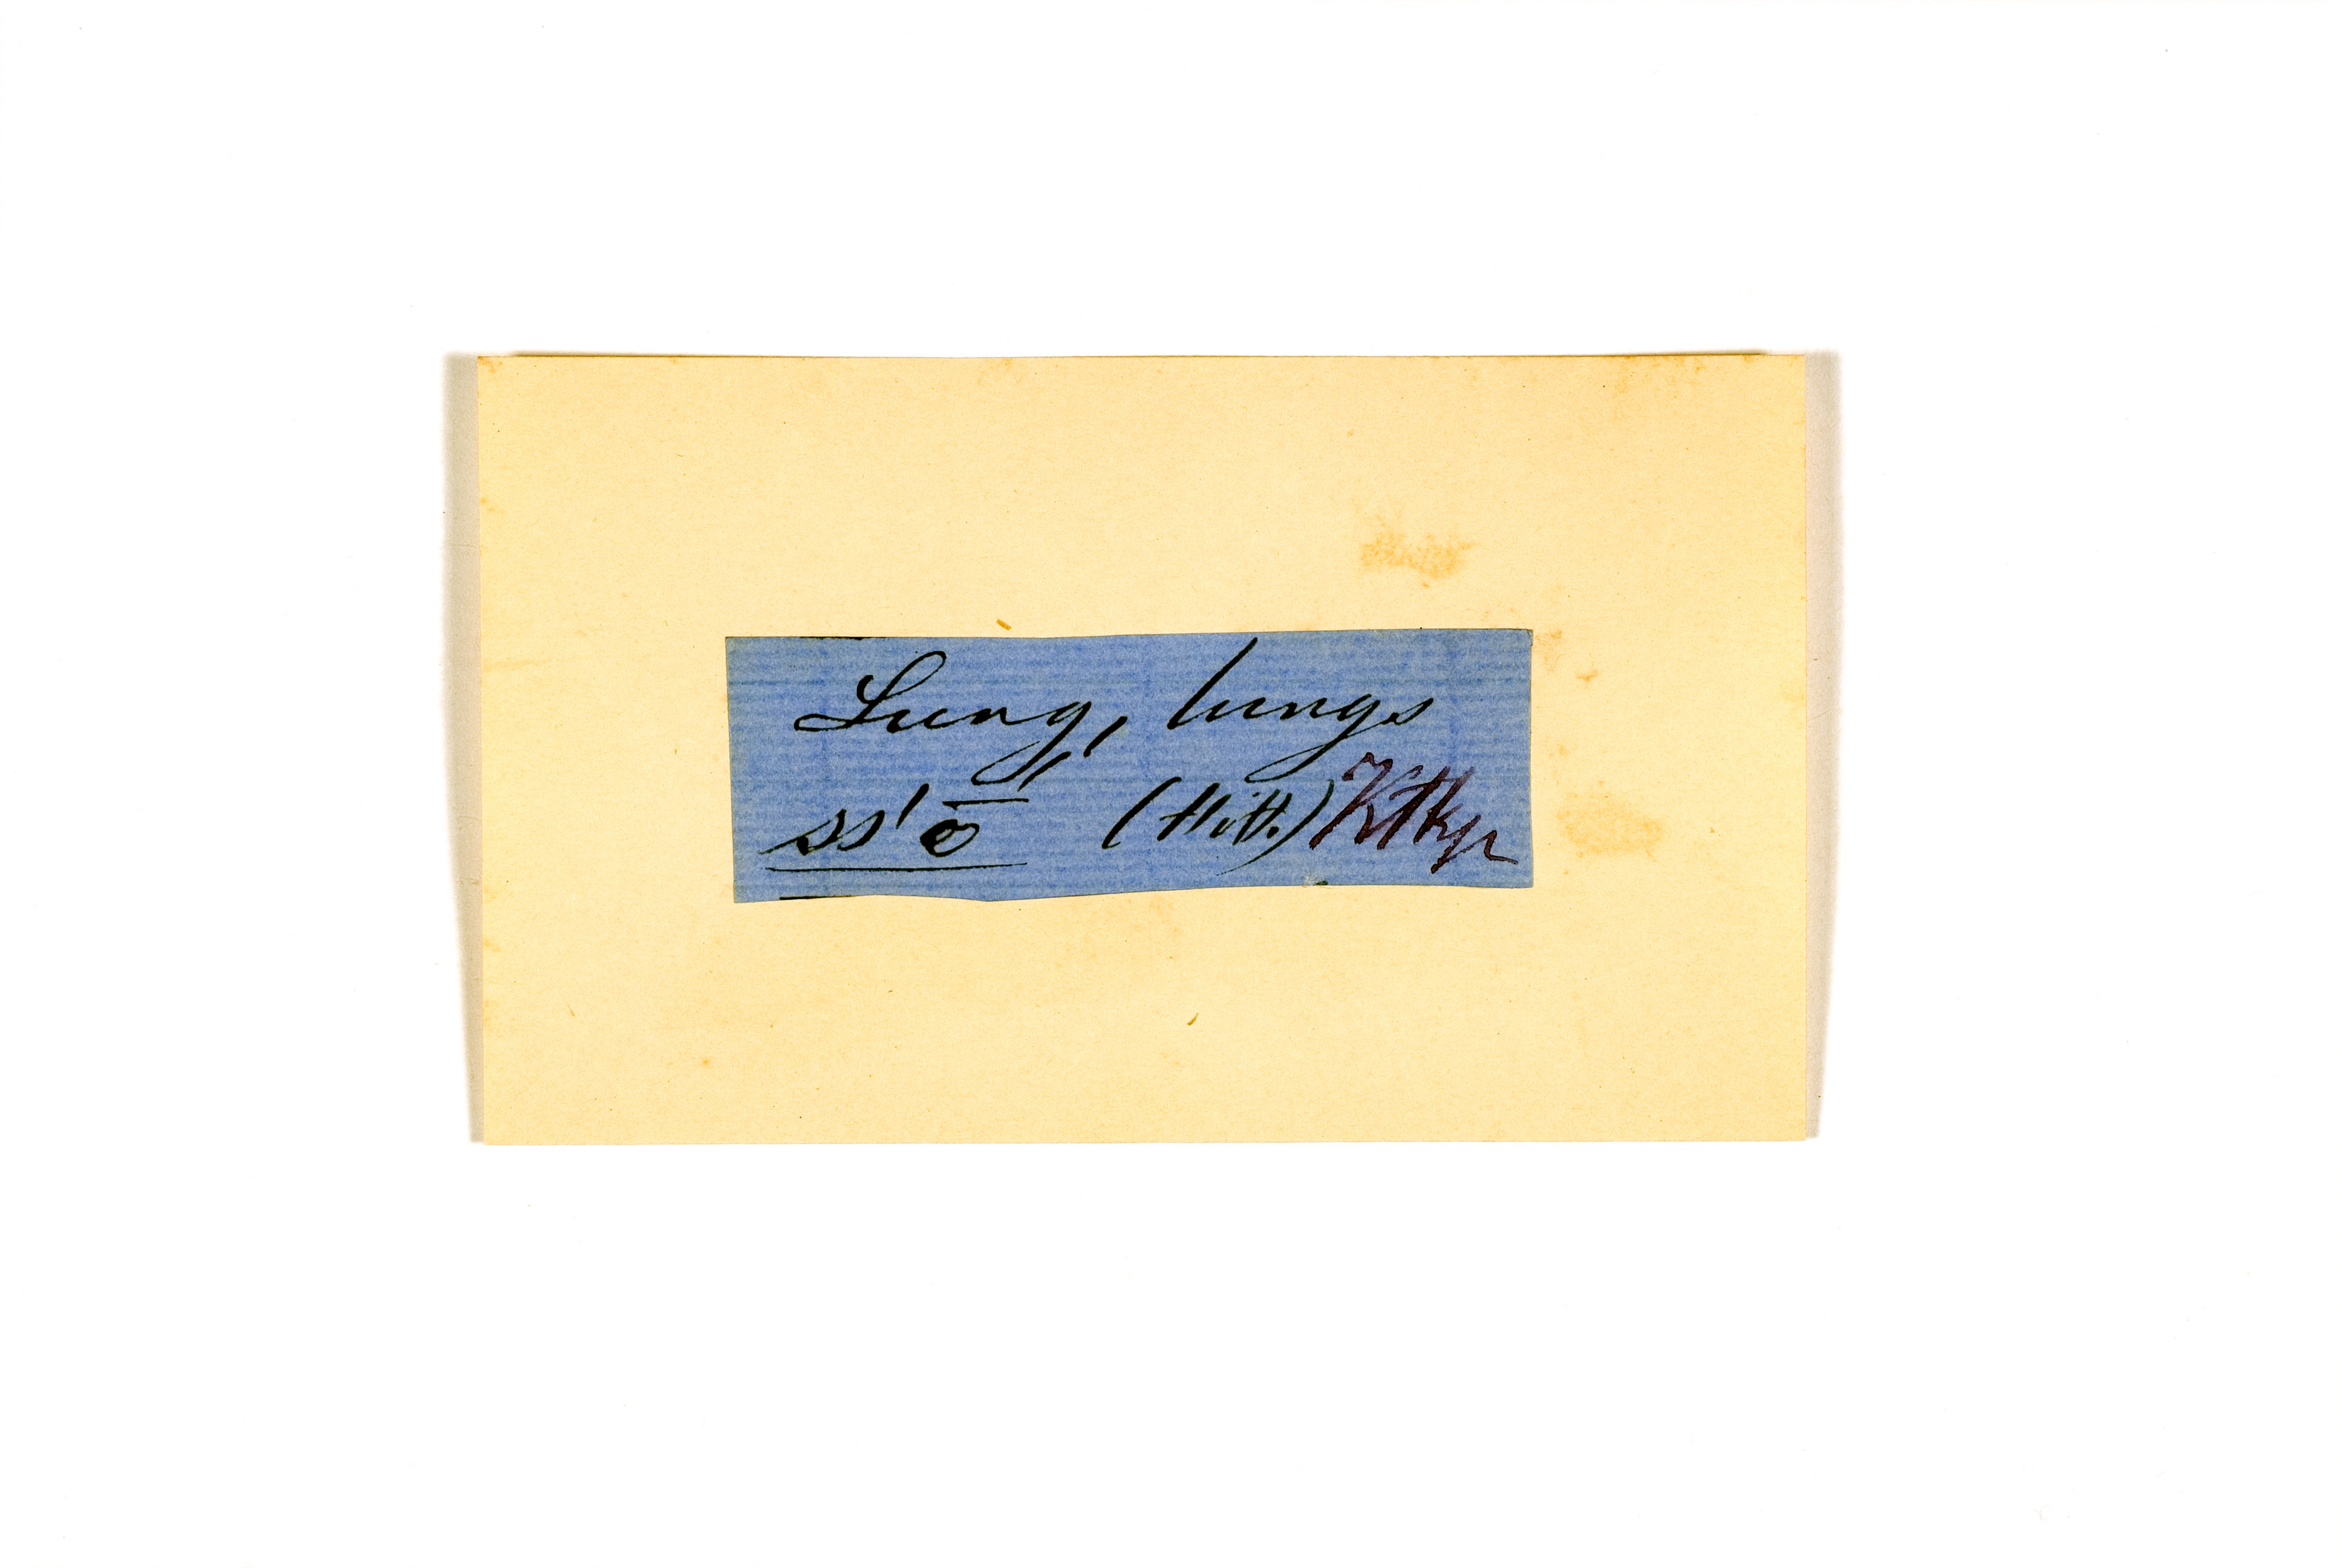 Lung, lungs
ss'ō'' (Hitt.)